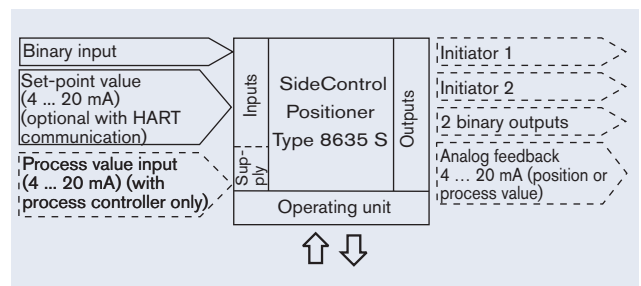 Binary input
Set-point value
(4 ... 20 mA)
(optional with HART
communication)
Process value input
(4 ... 20 mA) (with
process controller only)
Inputs
Sup-
ply
SideControl
Positioner
Type 8635 S
Outputs
Operating unit
Initiator 1
Initiator 2
2 binary outputs
Analog feedback
4 ... 20 mA (position or
process value)